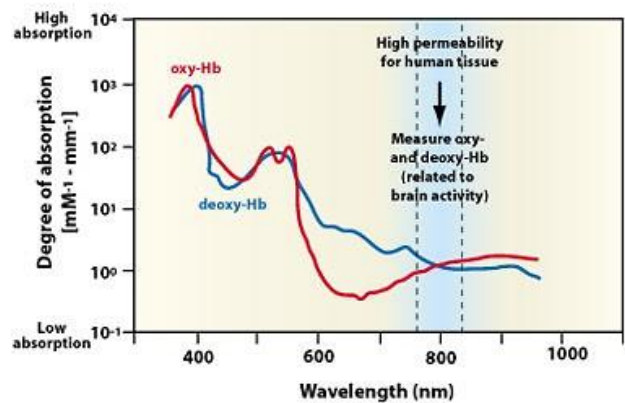 High
absorption
10⁴
High permeability
for human tissue
oxy-Hb
10³
Degree of absorption
[mM⁻¹ - mm⁻¹]
10²
Measure oxy-
and deoxy-Hb
(related to
brain activity)
deoxy-Hb
10¹
10⁰
Low
absorption
10⁻¹
400
600
800
1000
Wavelength (nm)